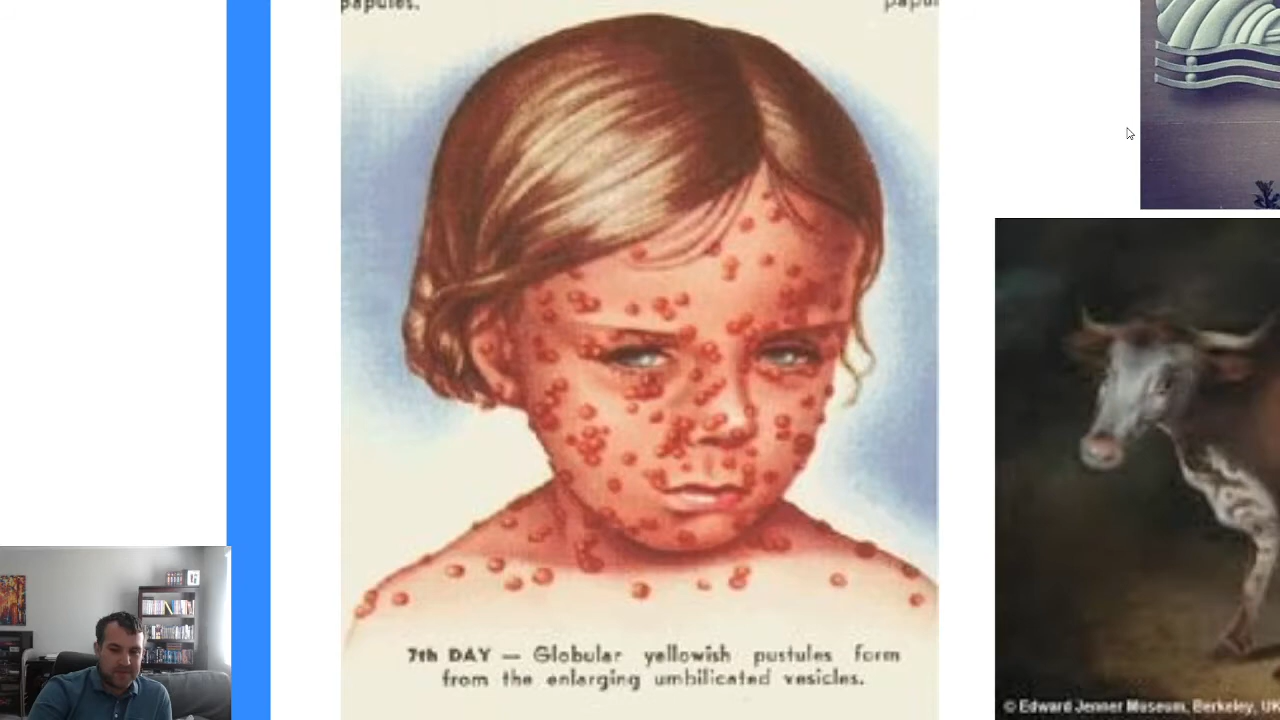 papules.
7th DAY — Globular yellowish pustules form
from the enlarging umbilicated vesicles.
© Edward Jenner Museum, Berkeley, UK